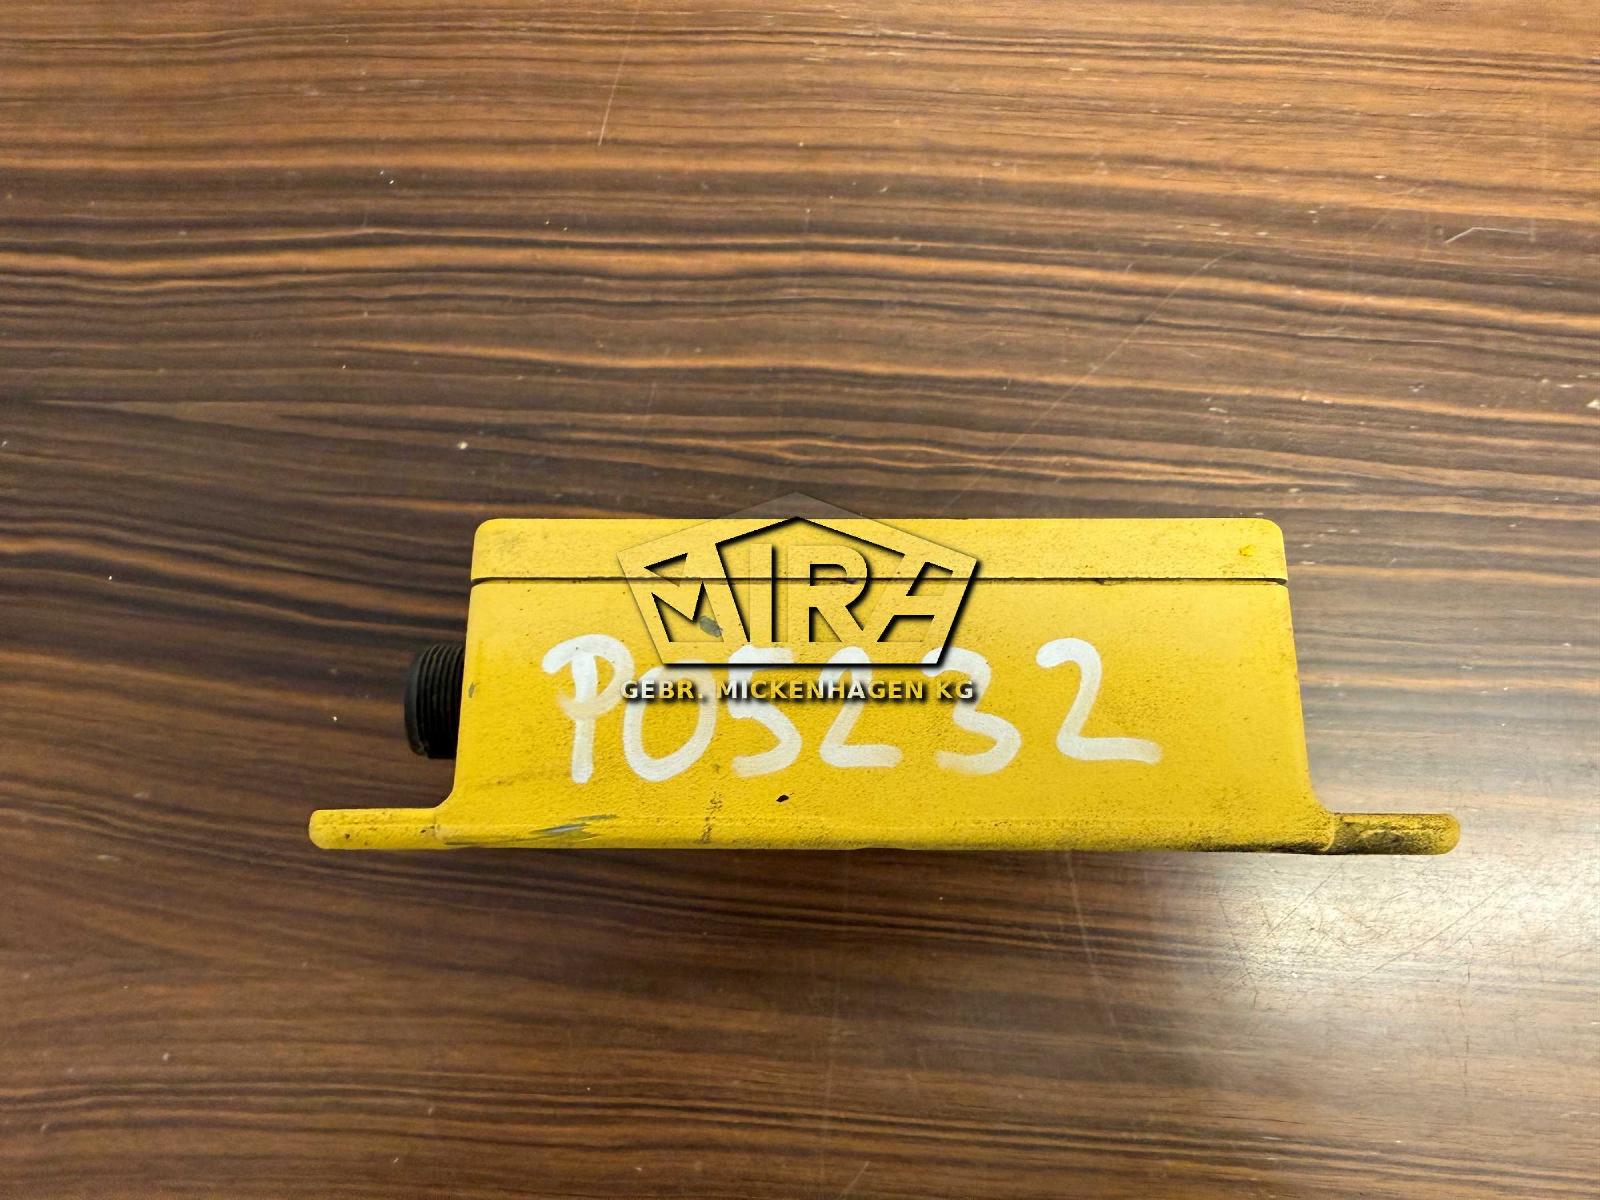 MIRA
GEBR. MICKENHAGEN KG
P05232